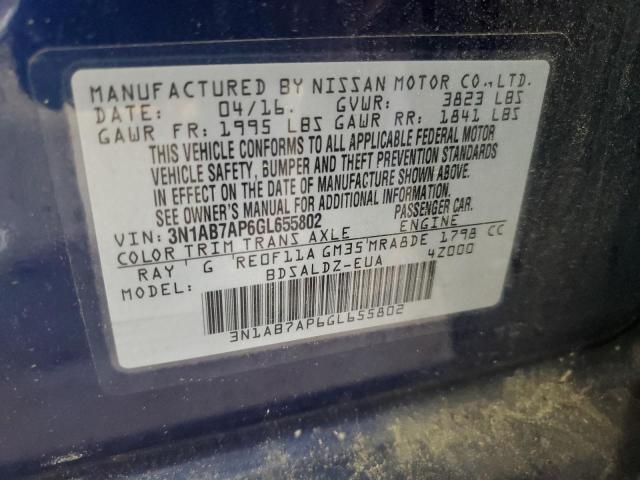 MANUFACTURED BY NISSAN MOTOR CO., LTD.
DATE: 04/16. GVWR: 3823 LBS
GAWR FR: 1995 LBS GAWR RR: 1841 LBS
THIS VEHICLE CONFORMS TO ALL APPLICABLE FEDERAL MOTOR
VEHICLE SAFETY, BUMPER AND THEFT PREVENTION STANDARDS
IN EFFECT ON THE DATE OF MANUFACTURE SHOWN ABOVE.
SEE OWNER'S MANUAL FOR ADDITIONAL INFORMATION.
VIN: 3N1AB7AP6GL655802 PASSENGER CAR.
COLOR TRIM TRANS AXLE ENGINE
RAY G RE0F11A GM35 MRA8DE 1798 CC
MODEL: BDSALDZ-EUA 4Z000
3N1AB7AP6GL655802